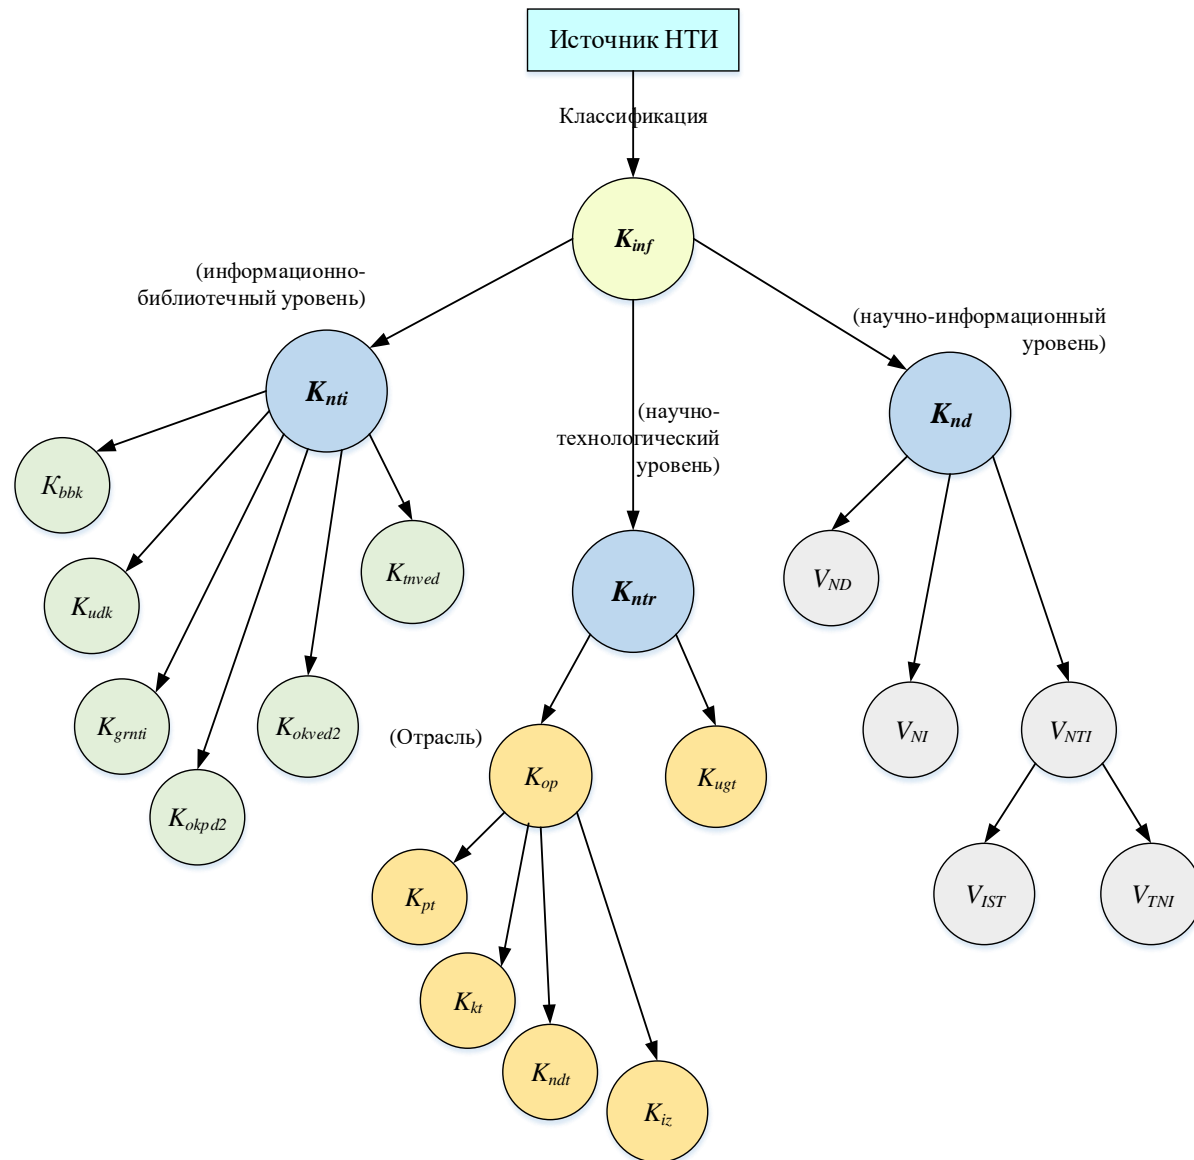 Источник НТИ
Классификация
K_inf
(информационно-
библиотечный уровень)
(научно-информационный
уровень)
K_nti
K_nd
(научно-
технологический
уровень)
K_bbk
K_tnved
V_ND
K_udk
K_ntr
K_grnti
K_okved2
(Отрасль)
V_NI
V_NTI
K_op
K_ugt
K_okpd2
K_pt
V_IST
V_TNI
K_kt
K_ndt
K_iz